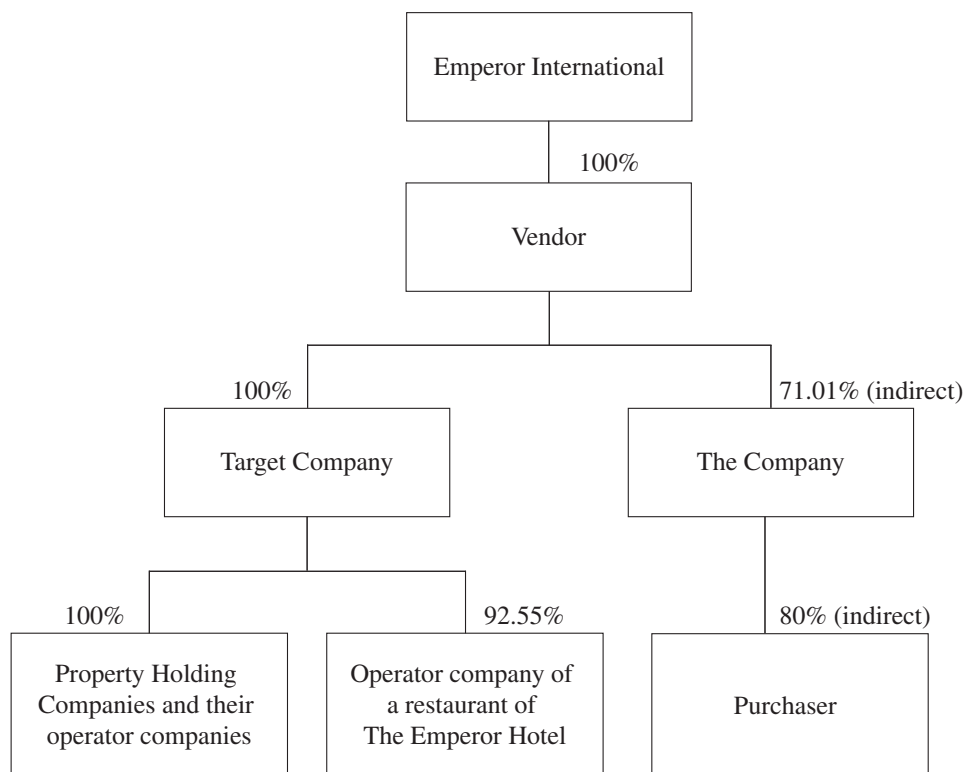 Emperor International
100%
Vendor
100%
71.01% (indirect)
Target Company
The Company
100%
92.55%
80% (indirect)
Property Holding
Companies and their
operator companies
Operator company of
a restaurant of
The Emperor Hotel
Purchaser